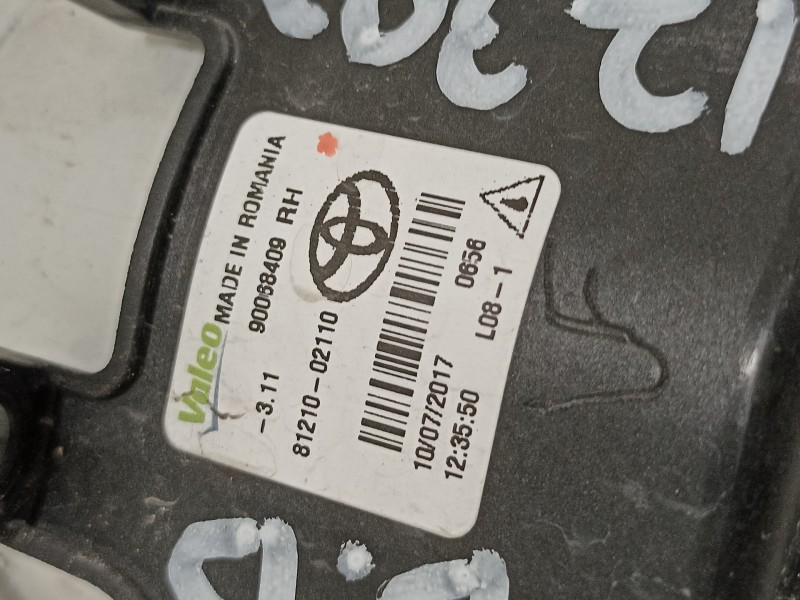 Valeo MADE IN ROMANIA
-3.11 90068409 RH
81210-02110
10/07/2017 0656
12:35:50 L08-1